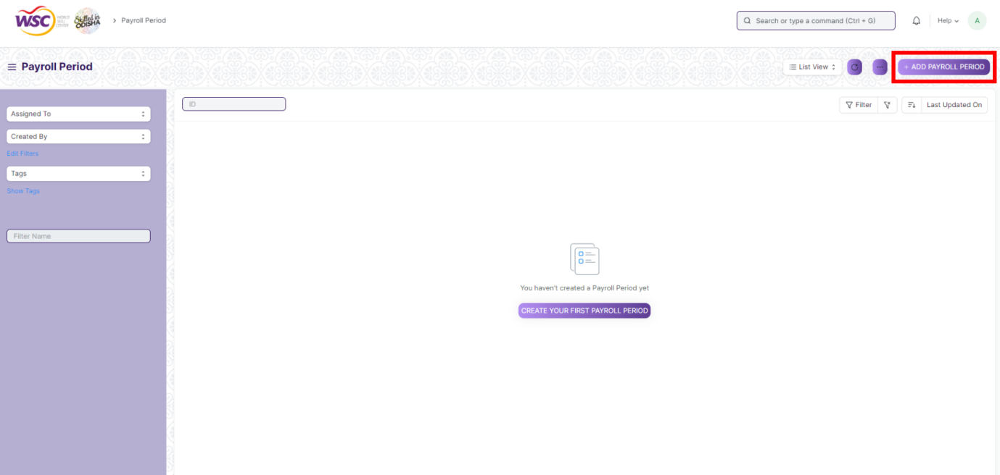 WSC WORLD SKILL CENTER Skilled in ODISHA > Payroll Period Search or type a command (Ctrl + G) Help A
Payroll Period List View ... + ADD PAYROLL PERIOD
ID Filter Last Updated On
Assigned To
Created By
Edit Filters
Tags
Show Tags
Filter Name
You haven't created a Payroll Period yet
CREATE YOUR FIRST PAYROLL PERIOD